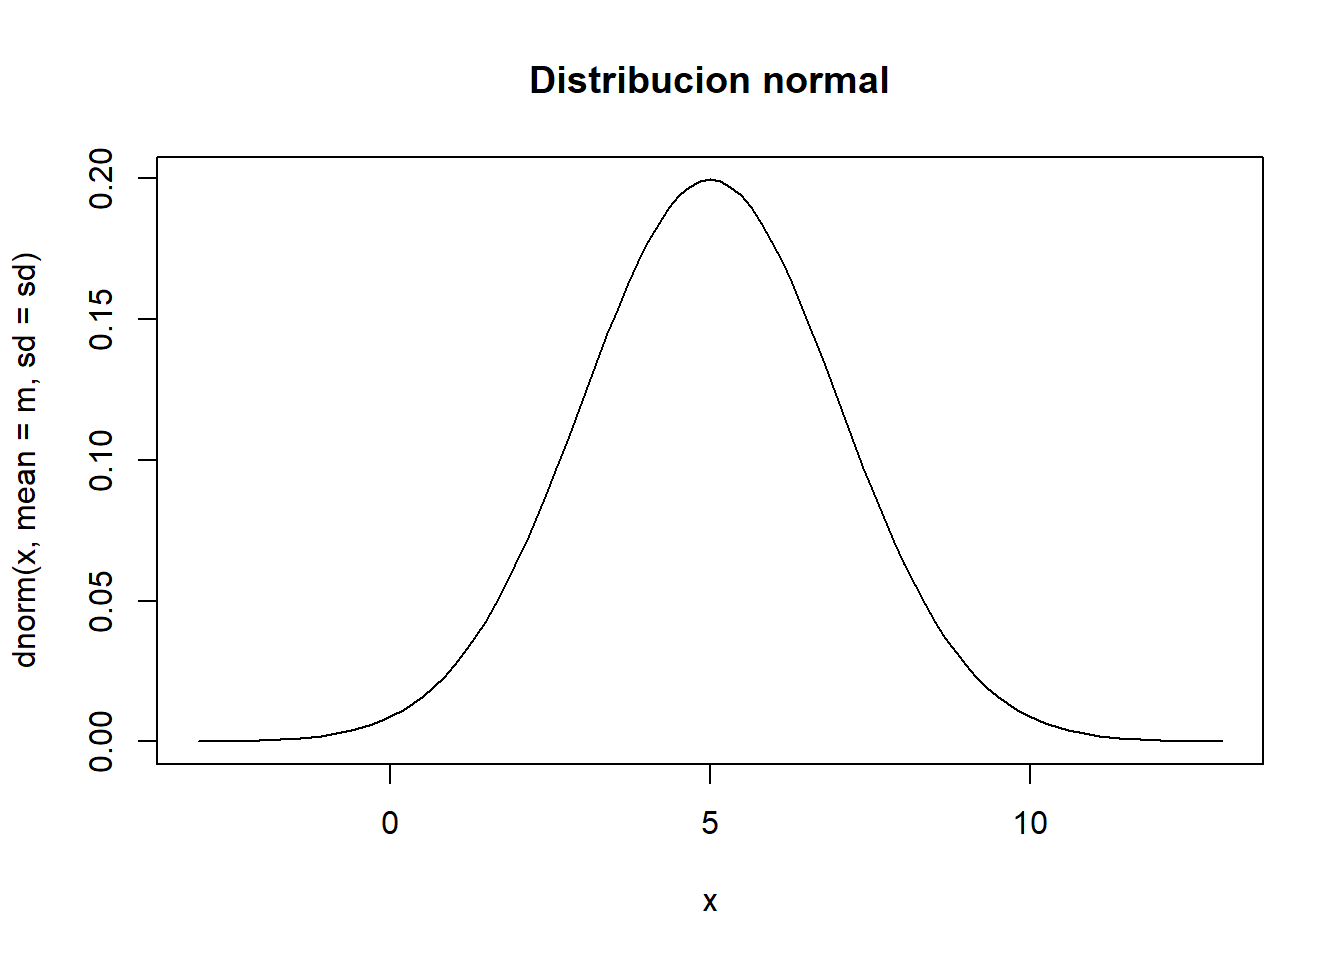 Distribucion normal
dnorm(x, mean = m, sd = sd)
0.20
0.15
0.10
0.05
0.00
0 5 10
x